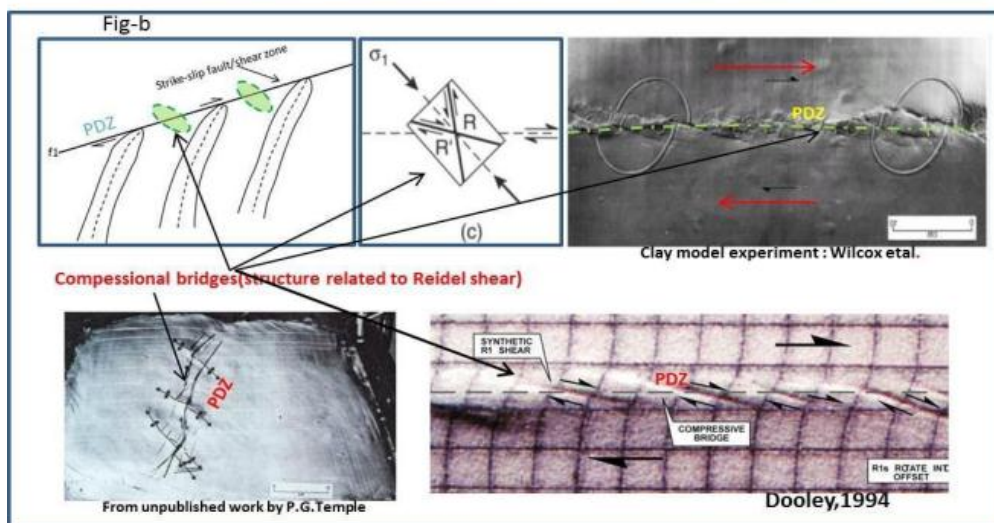 Fig-b
Strike-slip fault/shear zone
PDZ
f1
σ1
R
R'
(c)
PDZ
Clay model experiment : Wilcox etal.
Compessional bridges(structure related to Reidel shear)
PDZ
From unpublished work by P.G.Temple
SYNTHETIC
R1 SHEAR
PDZ
COMPRESSIVE
BRIDGE
R1s ROTATE INT
OFFSET
Dooley,1994